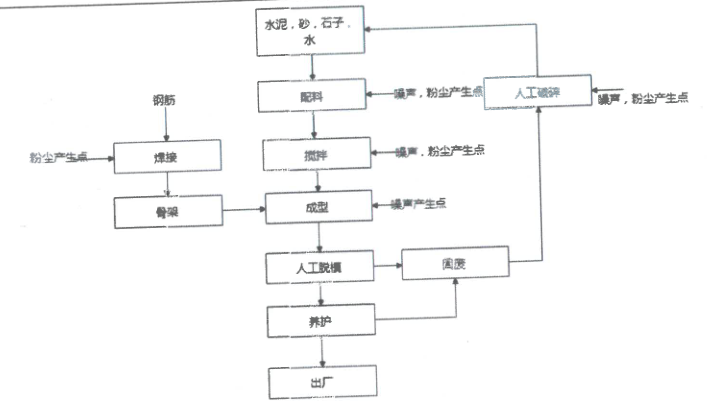 水泥，砂，石子，
水
配料
噪声，粉尘产生点
人工破碎
噪声，粉尘产生点
钢筋
粉尘产生点
焊接
搅拌
噪声，粉尘产生点
骨架
成型
噪声产生点
人工脱模
固废
养护
出厂